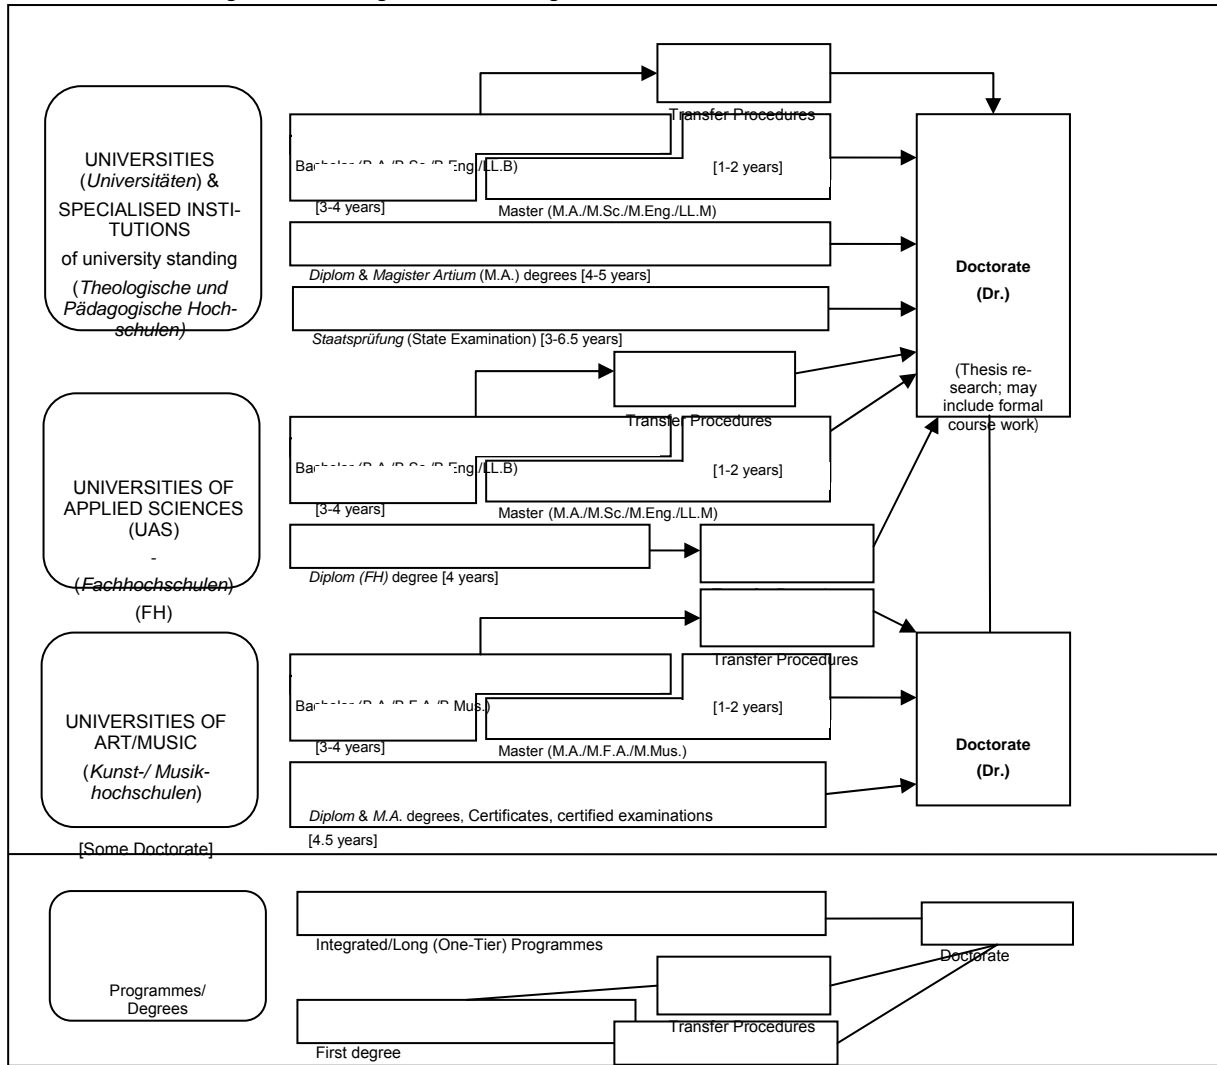 Transfer Procedures
UNIVERSITIES
(Universitäten) &
SPECIALISED INSTI-
TUTIONS
of university standing
(Theologische und
Pädagogische Hoch-
schulen)
[1-2 years]
[3-4 years]
Master (M.A./M.Sc./M.Eng./LL.M)
Diplom & Magister Artium (M.A.) degrees [4-5 years]
Staatsprüfung (State Examination) [3-6.5 years]
Doctorate
(Dr.)
(Thesis re-
search; may
include formal
course work)
Transfer Procedures
UNIVERSITIES OF
APPLIED SCIENCES
(UAS)
-
(Fachhochschulen)
(FH)
[1-2 years]
[3-4 years]
Master (M.A./M.Sc./M.Eng./LL.M)
Diplom (FH) degree [4 years]
Transfer Procedures
UNIVERSITIES OF
ART/MUSIC
(Kunst-/ Musik-
hochschulen)
[Some Doctorate]
[1-2 years]
[3-4 years]
Master (M.A./M.F.A./M.Mus.)
Diplom & M.A. degrees, Certificates, certified examinations
[4.5 years]
Doctorate
(Dr.)
Programmes/
Degrees
Integrated/Long (One-Tier) Programmes
Doctorate
Transfer Procedures
First degree